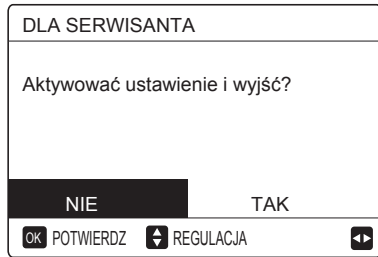 DLA SERWISANTA
Aktywować ustawienie i wyjść?
NIE TAK
OK POTWIERDZ REGULACJA